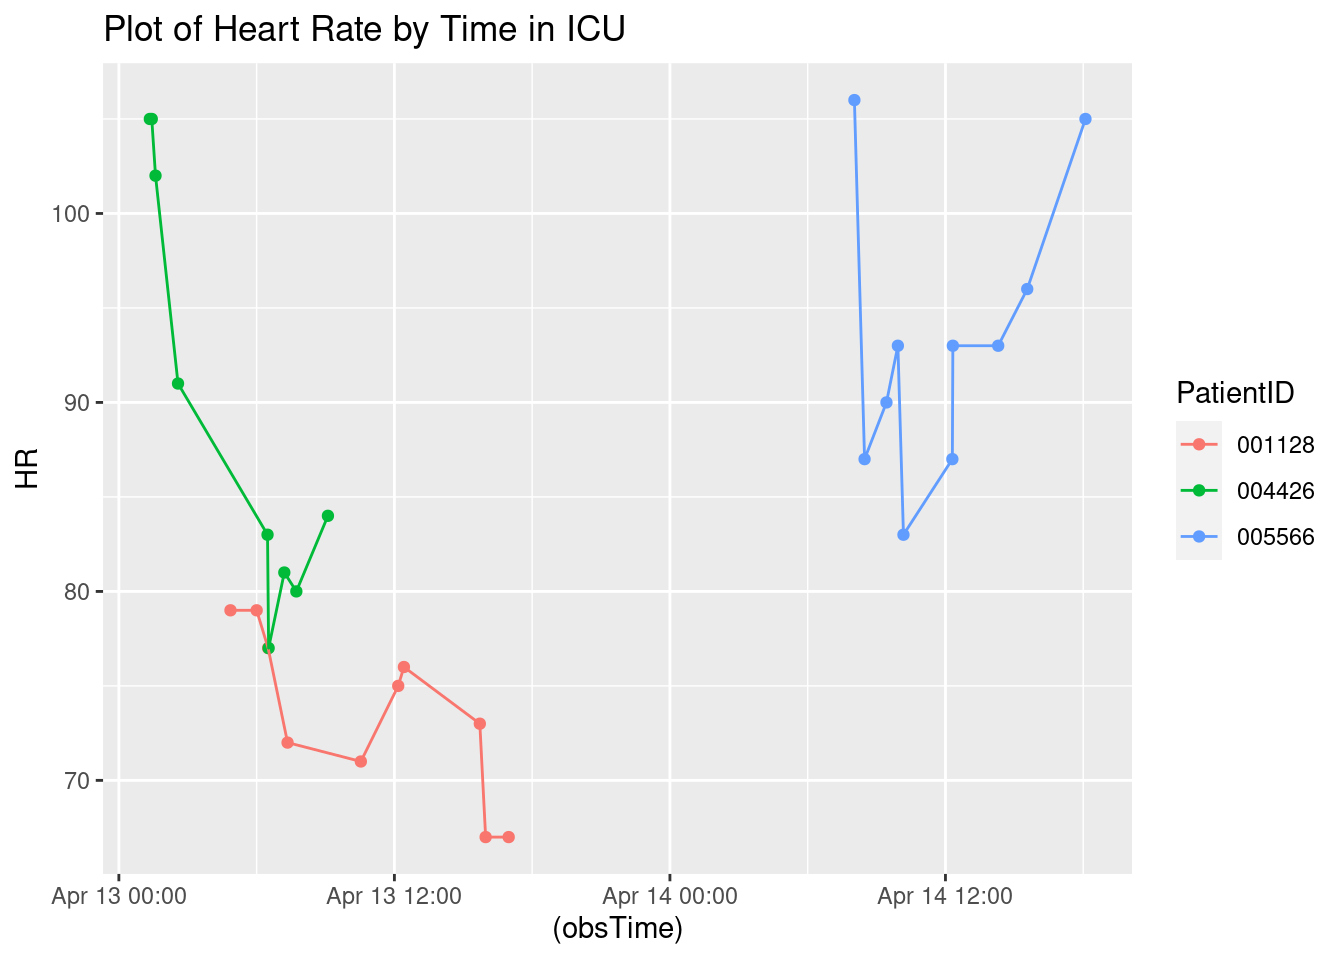 Plot of Heart Rate by Time in ICU
HR
100
90
80
70
Apr 13 00:00
Apr 13 12:00
Apr 14 00:00
Apr 14 12:00
(obsTime)
PatientID
001128
004426
005566